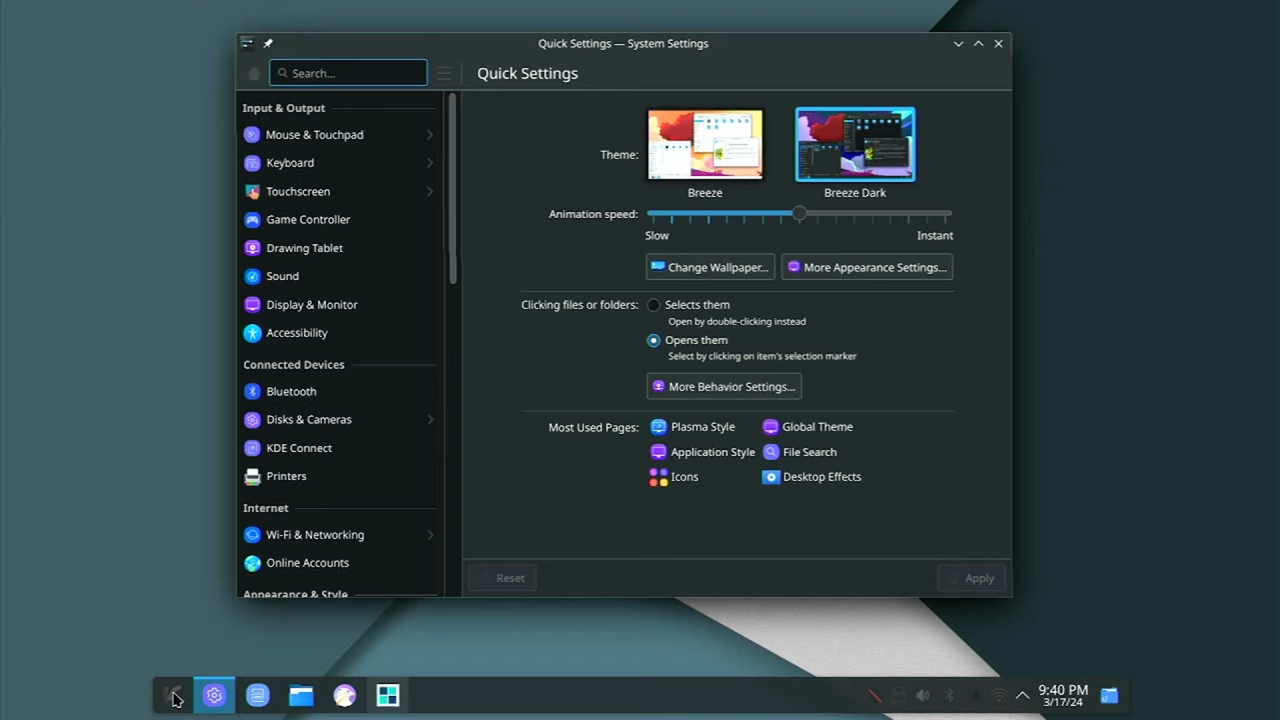 Quick Settings — System Settings
Search...
Quick Settings
Input & Output
Mouse & Touchpad
Keyboard
Touchscreen
Game Controller
Drawing Tablet
Sound
Display & Monitor
Accessibility
Connected Devices
Bluetooth
Disks & Cameras
KDE Connect
Printers
Internet
Wi-Fi & Networking
Online Accounts
Appearance & Style
Theme:
Breeze
Breeze Dark
Animation speed:
Slow
Instant
Change Wallpaper...
More Appearance Settings...
Clicking files or folders:
Selects them
Open by double-clicking instead
Opens them
Select by clicking on item's selection marker
More Behavior Settings...
Most Used Pages:
Plasma Style
Global Theme
Application Style
File Search
Icons
Desktop Effects
Reset
Apply
9:40 PM
3/17/24